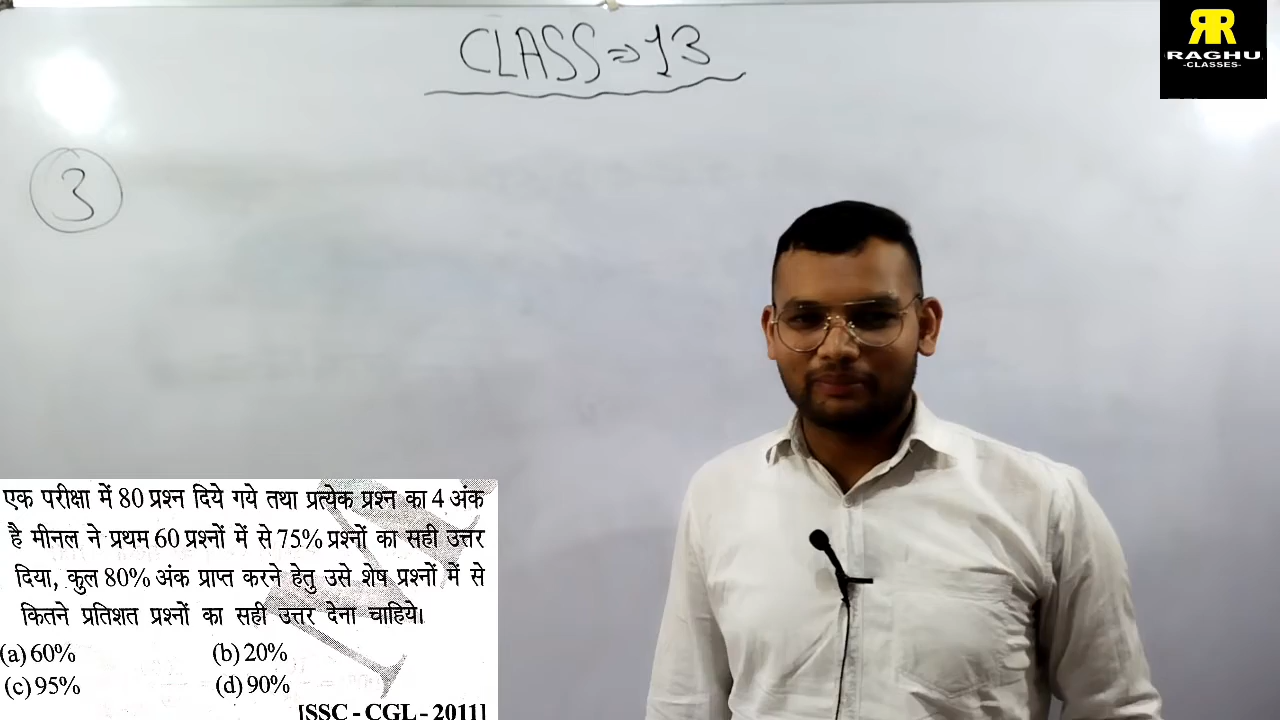 CLASS ⇒ 13
RAGHU
-CLASSES-
3
एक परीक्षा में 80 प्रश्न दिये गये तथा प्रत्येक प्रश्न का 4 अंक
है मीनल ने प्रथम 60 प्रश्नों में से 75% प्रश्नों का सही उत्तर
दिया, कुल 80% अंक प्राप्त करने हेतु उसे शेष प्रश्नों में से
कितने प्रतिशत प्रश्नों का सही उत्तर देना चाहिये।
(a) 60% (b) 20%
(c) 95% (d) 90%
[SSC - CGL - 2011]